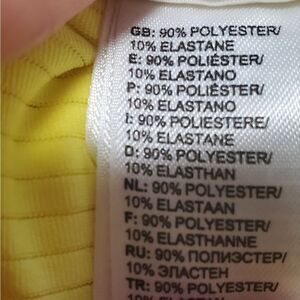 GB: 90% POLYESTER/
10% ELASTANE
E: 90% POLIÉSTER/
10% ELASTANO
P: 90% POLIÉSTER/
10% ELASTANO
I: 90% POLIESTERE/
10% ELASTANE
D: 90% POLYESTER/
10% ELASTHAN
NL: 90% POLYESTER/
10% ELASTAAN
F: 90% POLYESTER/
10% ELASTHANNE
RU: 90% ПОЛИЭСТЕР/
10% ЭЛАСТЕН
TR: 90% POLYESTER/